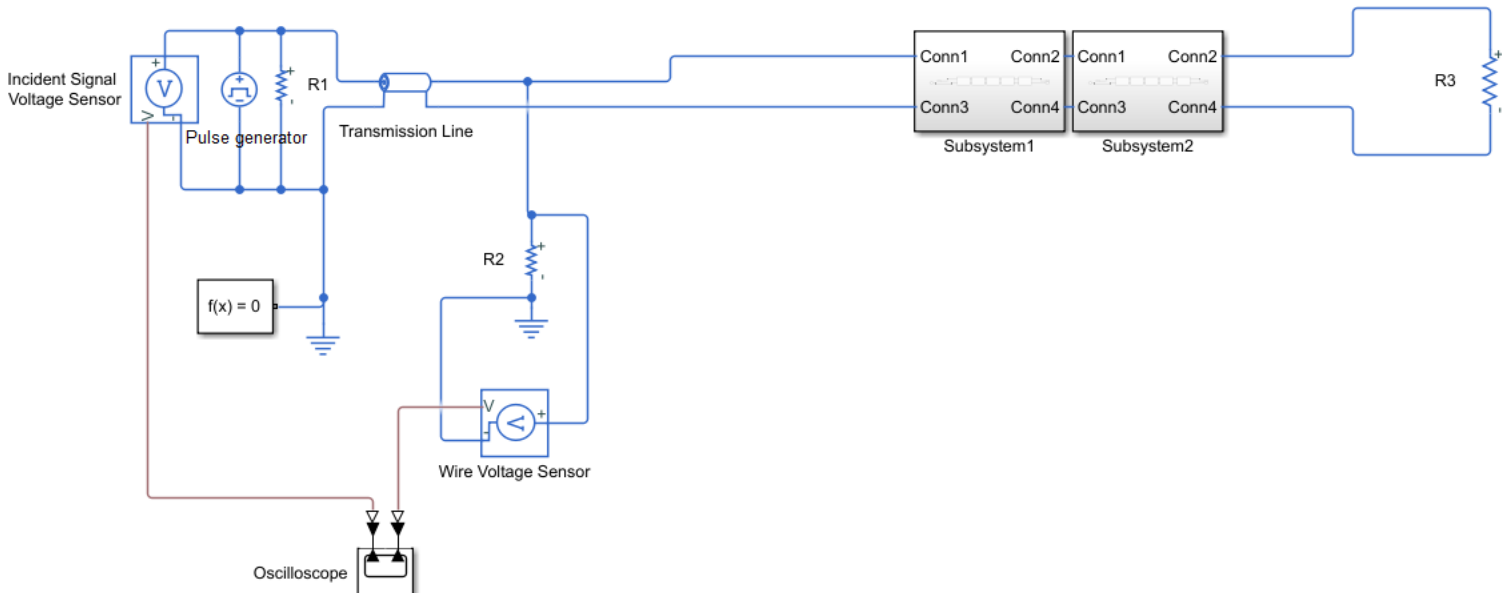 Incident Signal
Voltage Sensor
+
V
-
V
+
-
Pulse generator
+
-
R1
Transmission Line
Conn1 Conn2
Conn3 Conn4
Subsystem1
Conn1 Conn2
Conn3 Conn4
Subsystem2
R3
+
-
f(x) = 0
R2
+
-
V
-
V
+
Wire Voltage Sensor
Oscilloscope